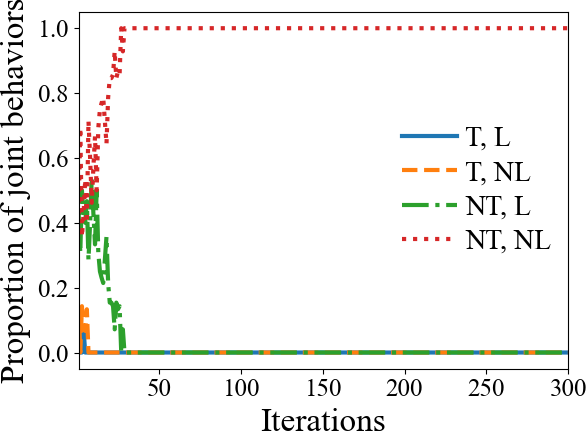 Proportion of joint behaviors
1.0
0.8
0.6
0.4
0.2
0.0
T, L
T, NL
NT, L
NT, NL
50 100 150 200 250 300
Iterations